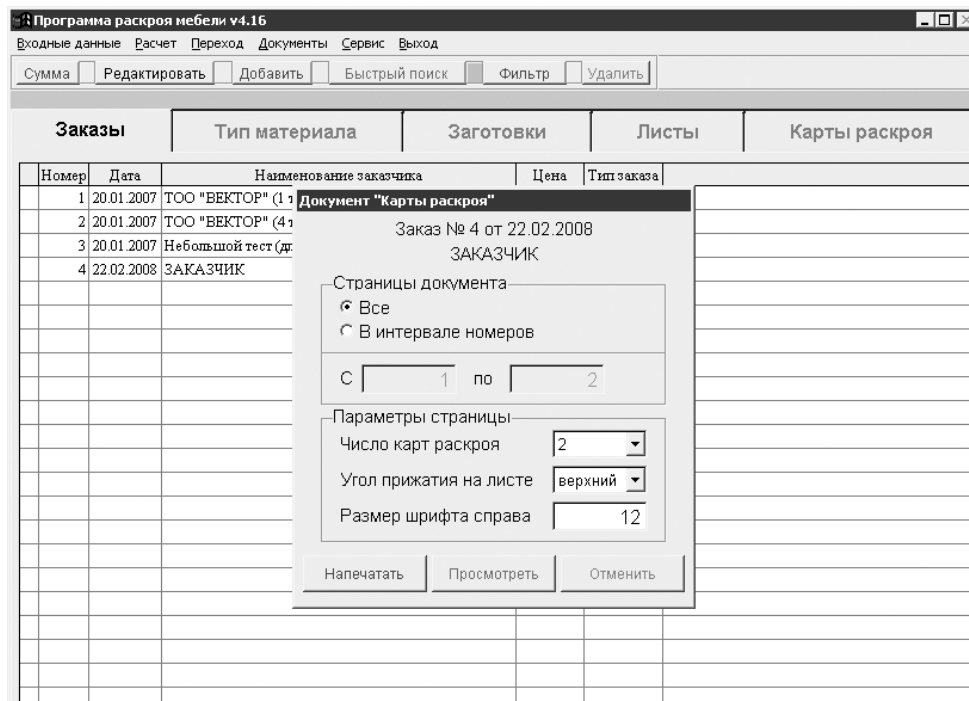 Программа раскроя мебели v4.16
Входные данные Расчет Переход Документы Сервис Выход
Сумма Редактировать Добавить Быстрый поиск Фильтр Удалить
Заказы Тип материала Заготовки Листы Карты раскроя
Номер Дата Наименование заказчика Цена Тип заказа
1 20.01.2007 ТОО "ВЕКТОР" (1
2 20.01.2007 ТОО "ВЕКТОР" (4
3 20.01.2007 Небольшой тест
4 22.02.2008 ЗАКАЗЧИК
Документ "Карты раскроя"
Заказ № 4 от 22.02.2008
ЗАКАЗЧИК
Страницы документа
Все
В интервале номеров
С 1 по 2
Параметры страницы
Число карт раскроя 2
Угол прижатия на листе верхний
Размер шрифта справа 12
Напечатать Просмотреть Отменить